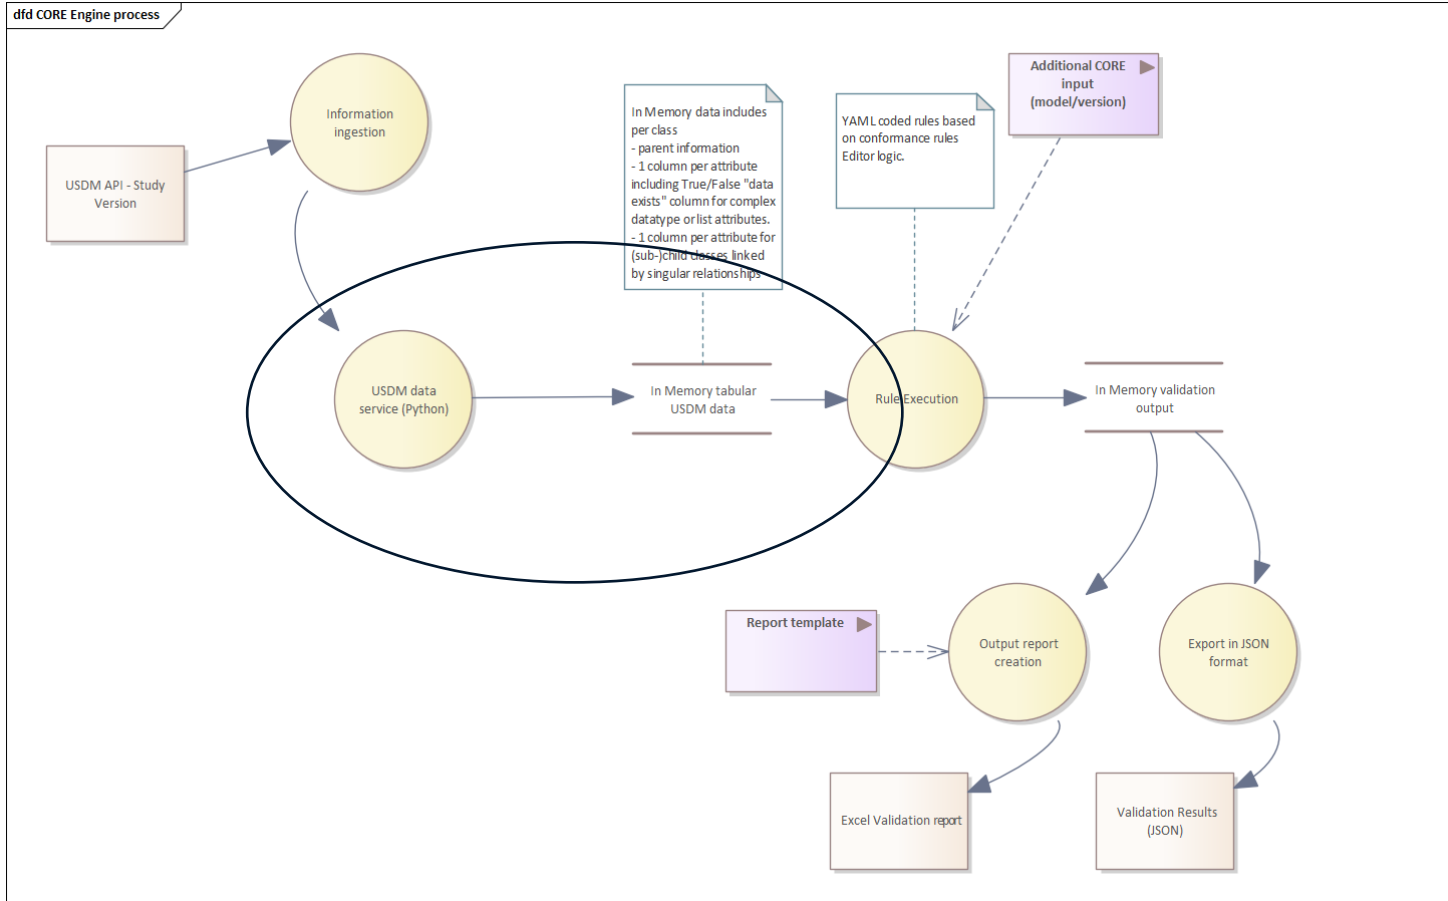 dfd CORE Engine process
Information
ingestion
USDM API - Study
Version
In Memory data includes
per class
- parent information
- 1 column per attribute
including True/False "data
exists" column for complex
datatype or list attributes.
- 1 column per attribute for
(sub-)child classes linked
by singular relationships
YAML coded rules based
on conformance rules
Editor logic.
Additional CORE
input
(model/version)
USDM data
service (Python)
In Memory tabular
USDM data
Rule Execution
In Memory validation
output
Report template
Output report
creation
Export in JSON
format
Excel Validation report
Validation Results
(JSON)